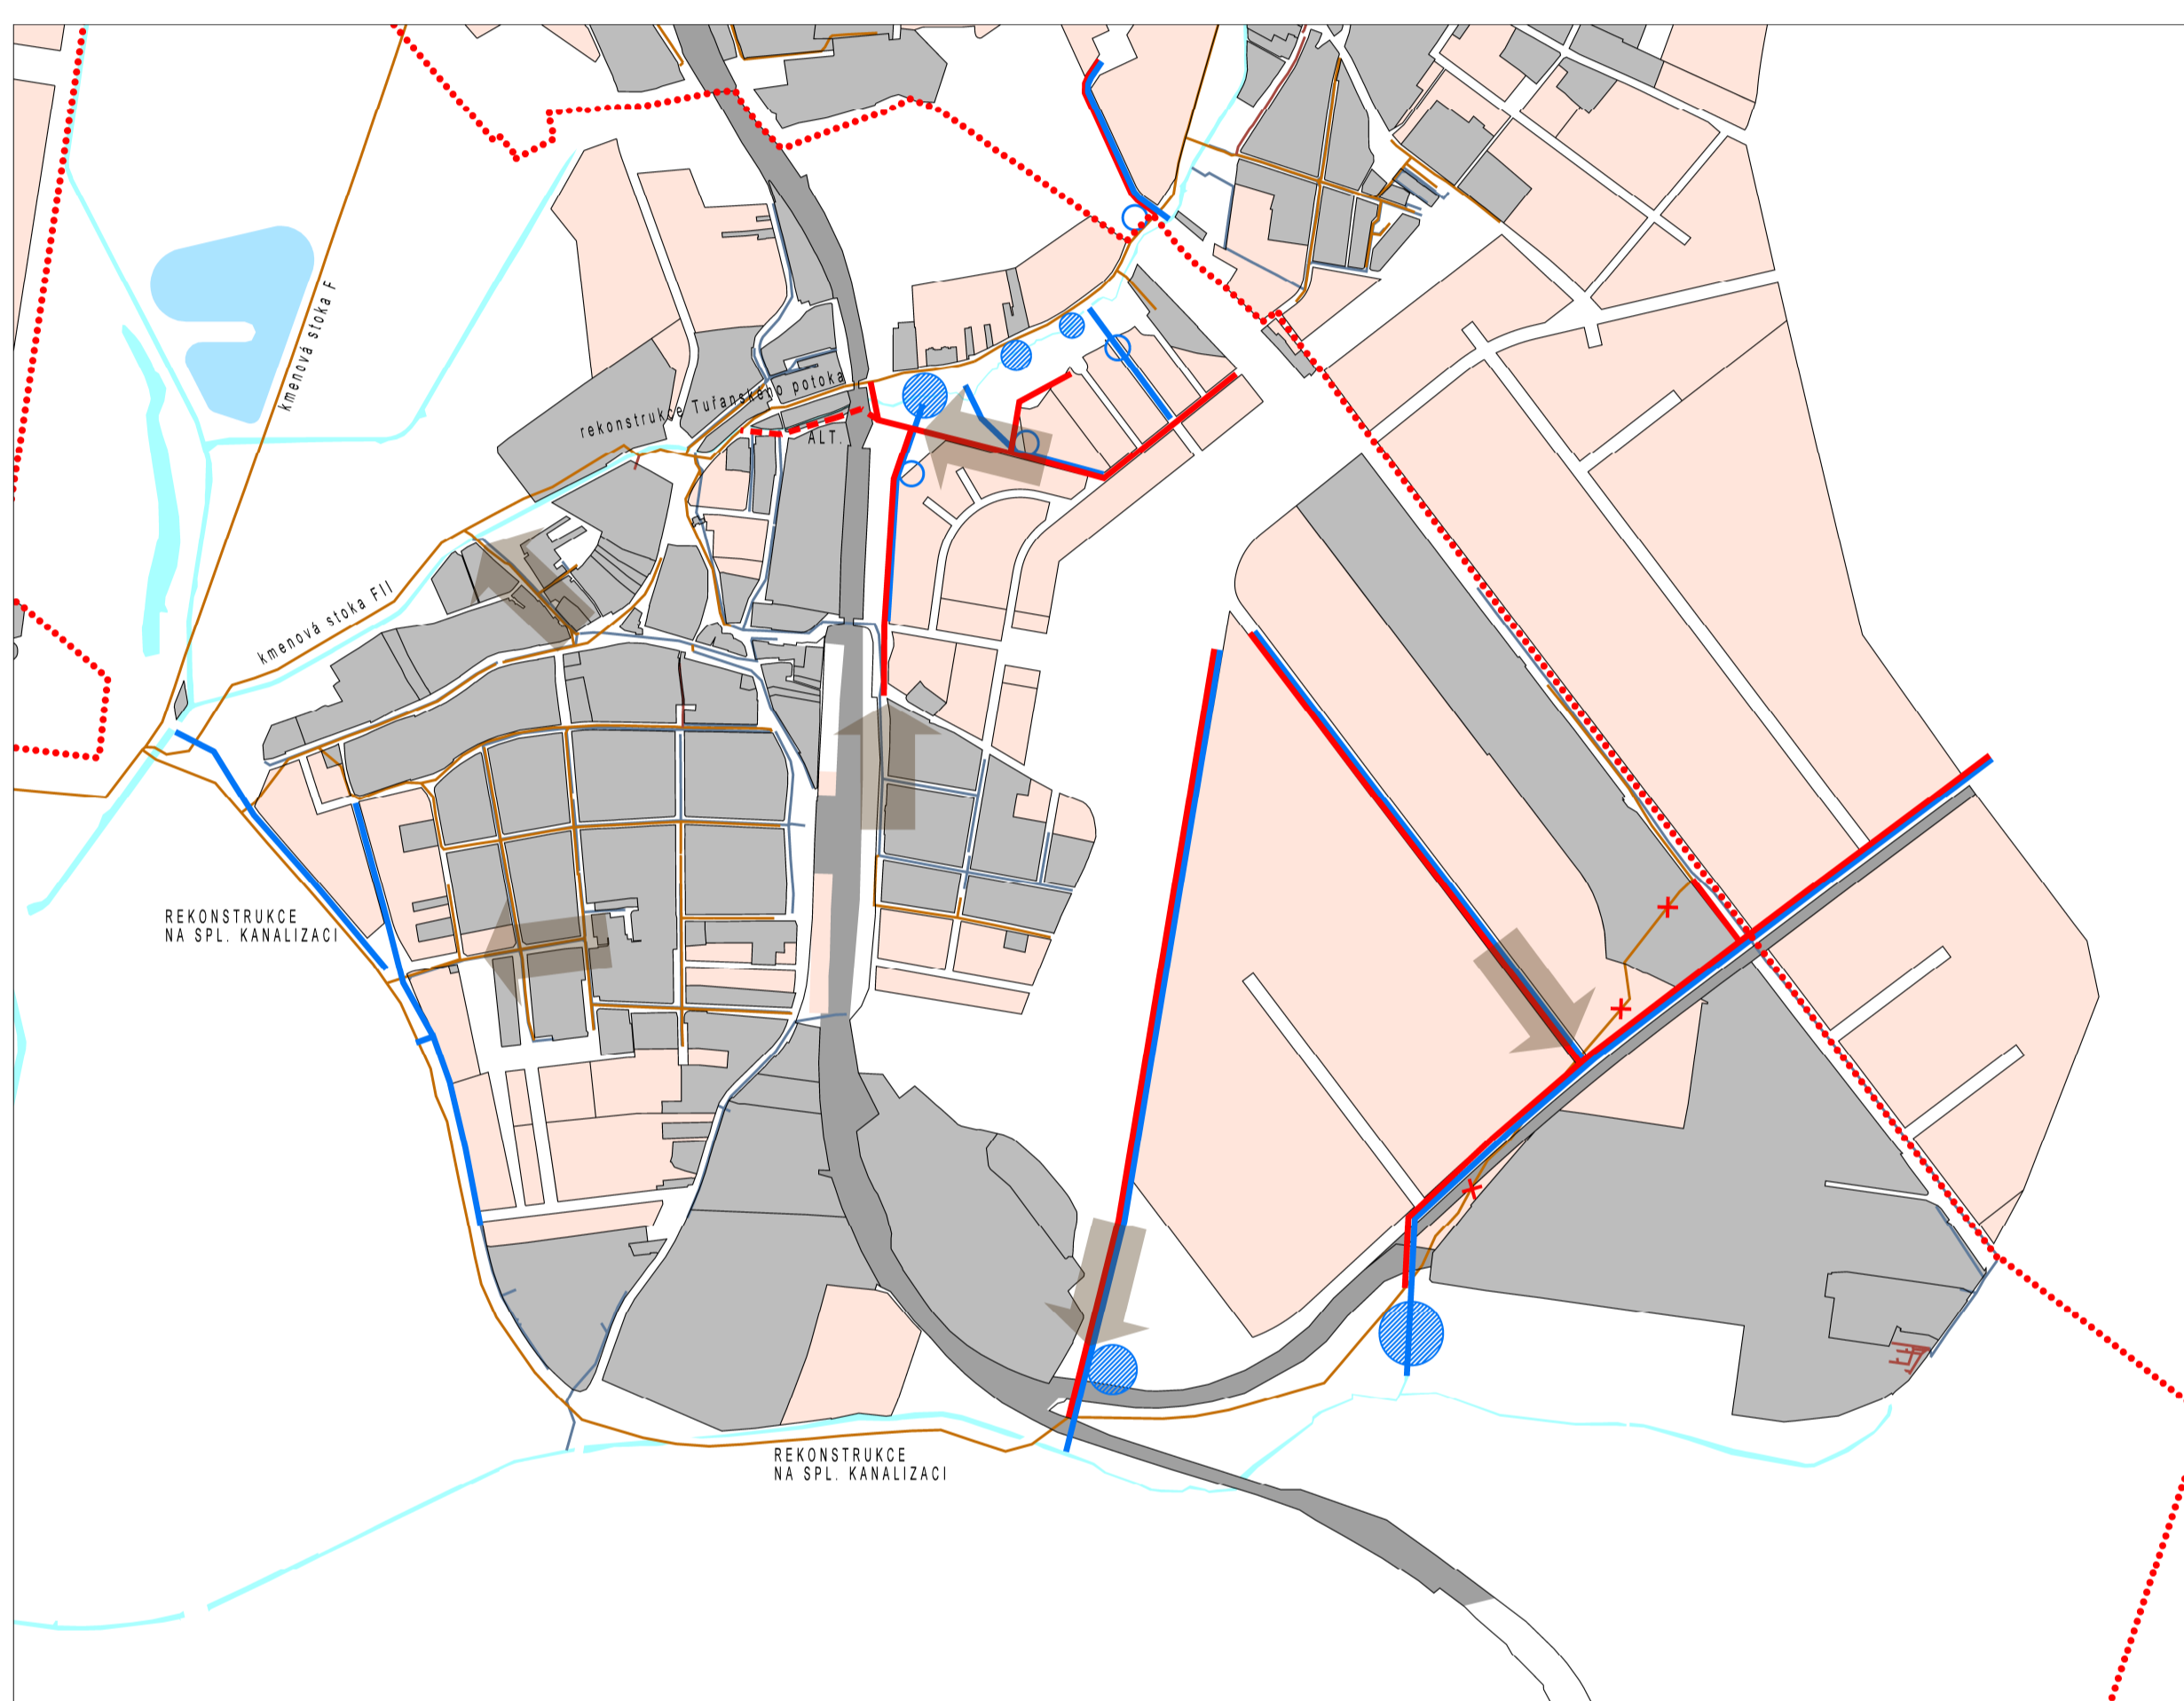 kmenová stoka F
rekonstrukce Tuřanského potoka
ALT.
kmenová stoka FII
REKONSTRUKCE
NA SPL. KANALIZACI
REKONSTRUKCE
NA SPL. KANALIZACI